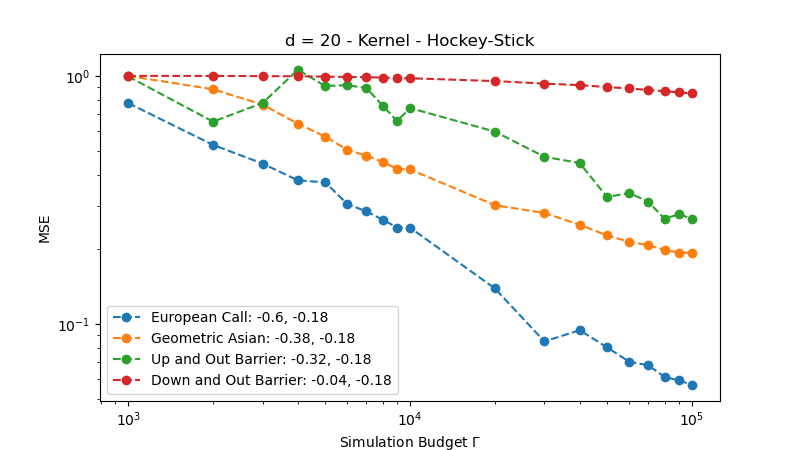 d = 20 - Kernel - Hockey-Stick
MSE
10⁰
10⁻¹
European Call: -0.6, -0.18
Geometric Asian: -0.38, -0.18
Up and Out Barrier: -0.32, -0.18
Down and Out Barrier: -0.04, -0.18
10³
10⁴
10⁵
Simulation Budget Γ